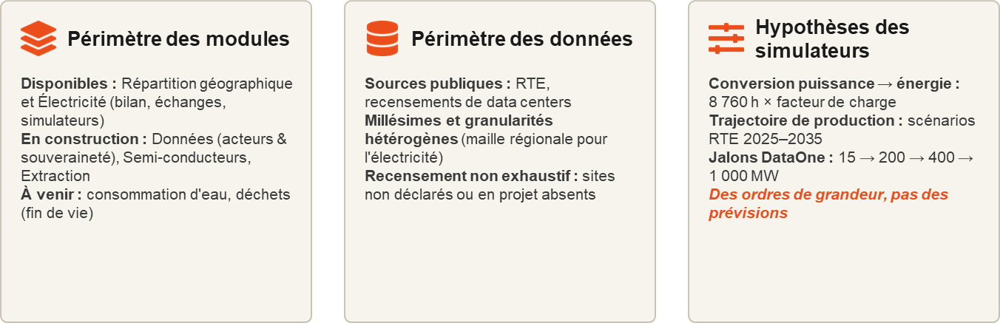 Périmètre des modules
Disponibles : Répartition géographique
et Électricité (bilan, échanges,
simulateurs)
En construction : Données (acteurs &
souveraineté), Semi-conducteurs,
Extraction
À venir : consommation d'eau, déchets
(fin de vie)
Périmètre des données
Sources publiques : RTE,
recensements de data centers
Millésimes et granularités
hétérogènes (maille régionale pour
l'électricité)
Recensement non exhaustif : sites
non déclarés ou en projet absents
Hypothèses des
simulateurs
Conversion puissance → énergie :
8 760 h × facteur de charge
Trajectoire de production : scénarios
RTE 2025–2035
Jalons DataOne : 15 → 200 → 400 →
1 000 MW
Des ordres de grandeur, pas des
prévisions